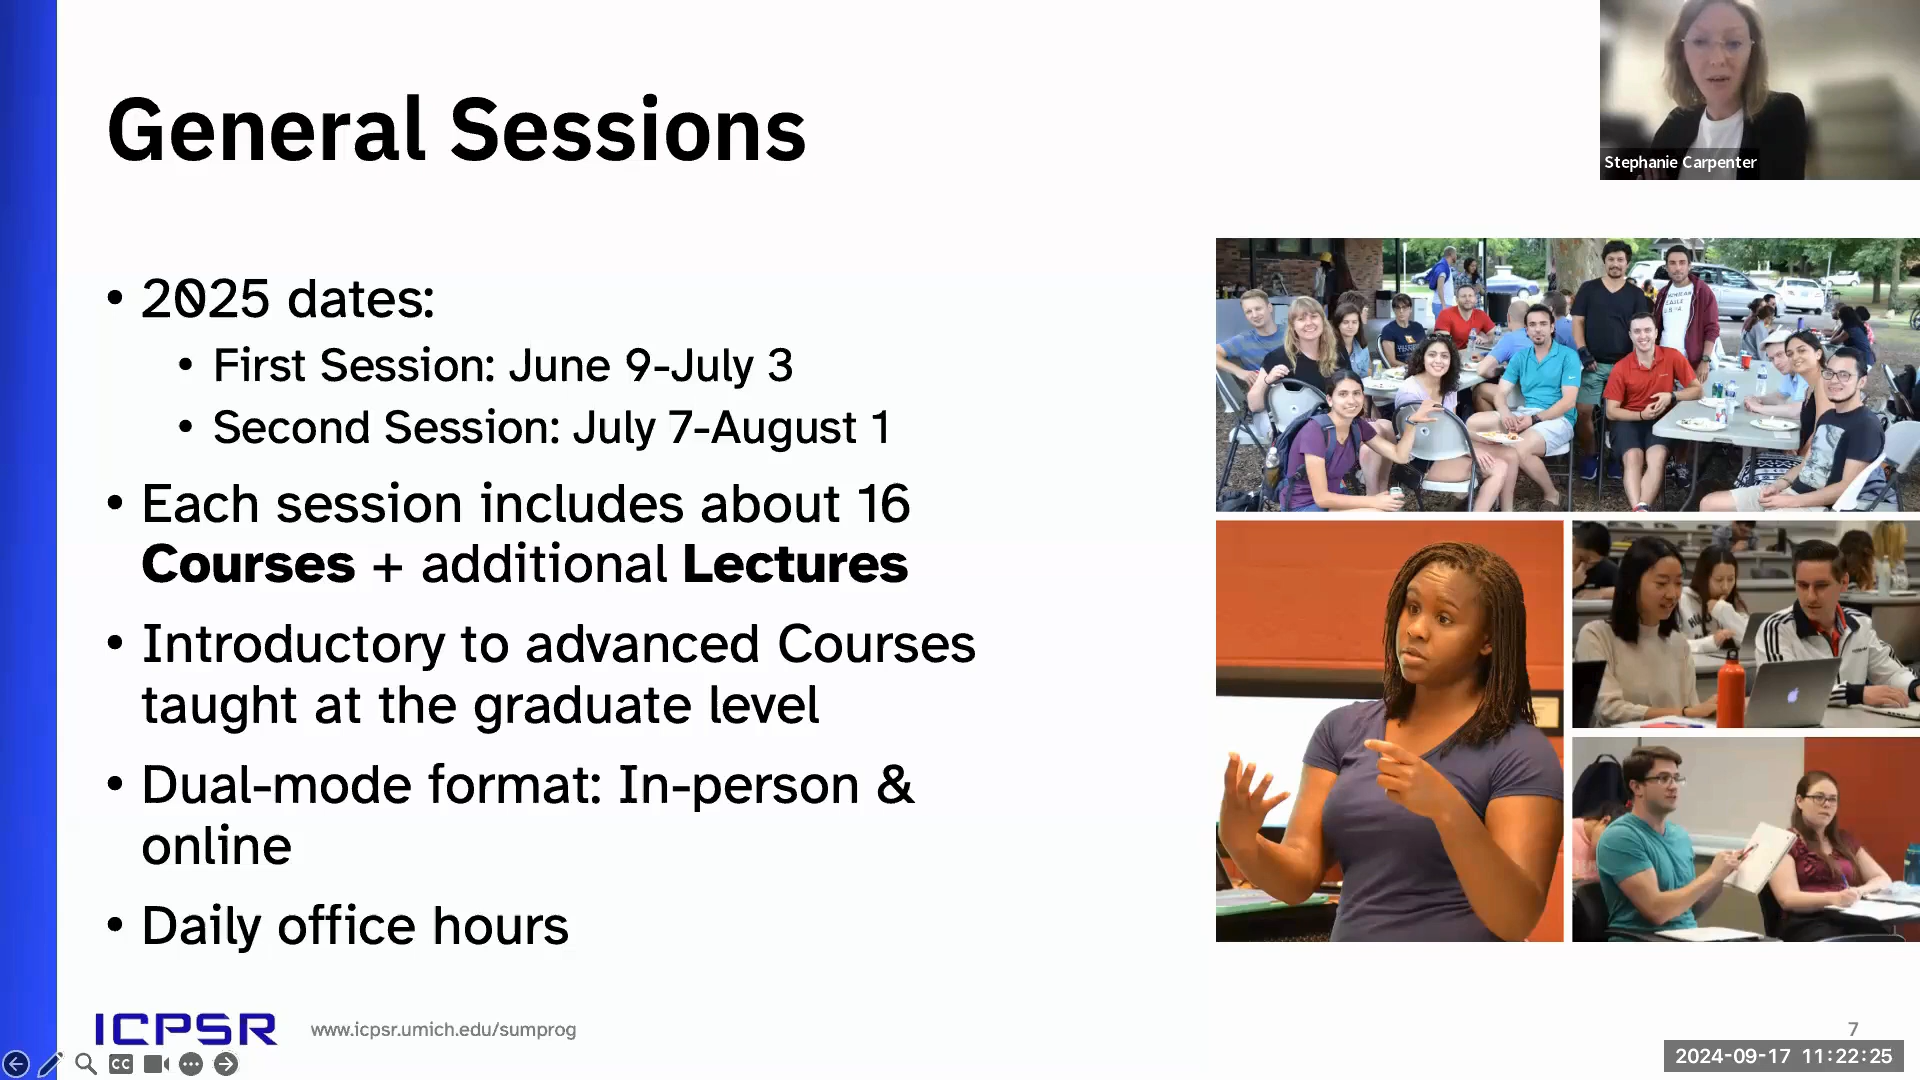 General Sessions
Stephanie Carpenter
• 2025 dates:
• First Session: June 9-July 3
• Second Session: July 7-August 1
• Each session includes about 16
Courses + additional Lectures
• Introductory to advanced Courses
taught at the graduate level
• Dual-mode format: In-person &
online
• Daily office hours
ICPSR
www.icpsr.umich.edu/sumprog
7
CC
2024-09-17 11:22:25